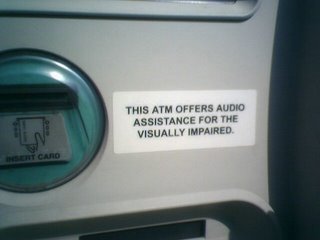 THIS ATM OFFERS AUDIO
ASSISTANCE FOR THE
VISUALLY IMPAIRED.
INSERT CARD